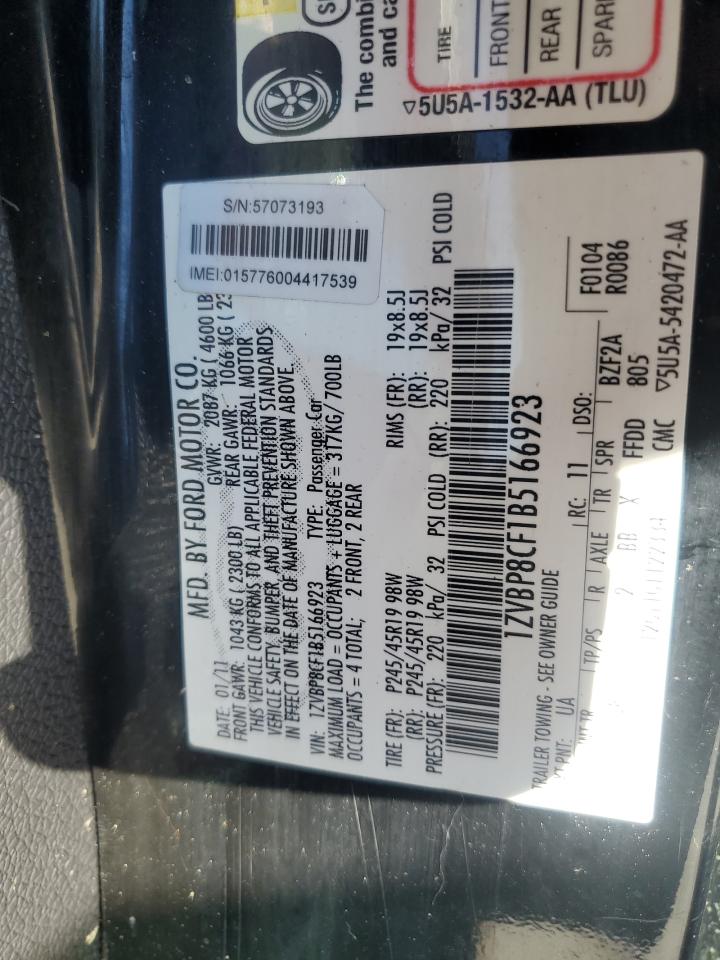 The combi
and ca
TIRE
FRONT
REAR
SPAR
▽5U5A-1532-AA (TLU)
S/N:57073193
IMEI:015776004417539
MFD. BY FORD MOTOR CO.
DATE: 01/11 GVWR: 2087 KG ( 4600 LB
FRONT GAWR: 1043 KG ( 2300 LB) REAR GAWR: 1066 KG ( 23
THIS VEHICLE CONFORMS TO ALL APPLICABLE FEDERAL MOTOR
VEHICLE SAFETY, BUMPER, AND THEFT PREVENTION STANDARDS
IN EFFECT ON THE DATE OF MANUFACTURE SHOWN ABOVE.
VIN: 1ZVBP8CF1B5166923 TYPE: Passenger Car
MAXIMUM LOAD = OCCUPANTS + LUGGAGE = 317KG/ 700LB
OCCUPANTS = 4 TOTAL; 2 FRONT, 2 REAR
TIRE (FR): P245/45R19 98W RIMS (FR): 19x8.5J
(RR): P245/45R19 98W (RR): 19x8.5J
PRESSURE (FR): 220 kPa/ 32 PSI COLD (RR): 220 kPa/ 32 PSI COLD
1ZVBP8CF1B5166923
TRAILER TOWING - SEE OWNER GUIDE
PNT: UA RC: 11 DSO: F0104
R0086
TR TP/PS R AXLE TR SPR BZF2A
2 BB X FFDD 805
CMC ▽5U5A-5420472-AA